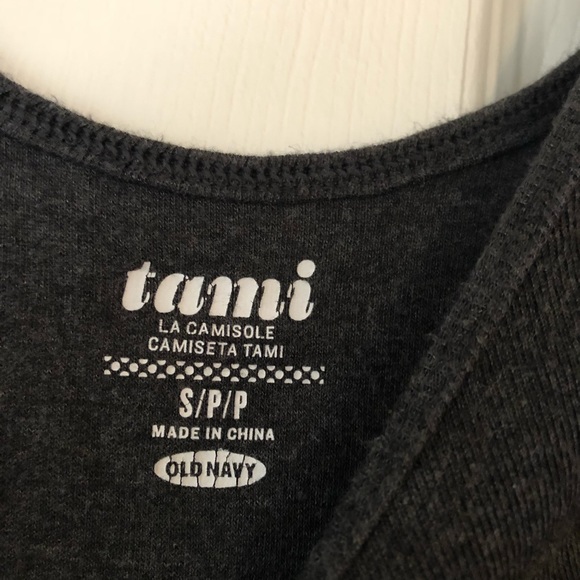 tami
LA CAMISOLE
CAMISETA TAMI
S/P/P
MADE IN CHINA
OLD NAVY